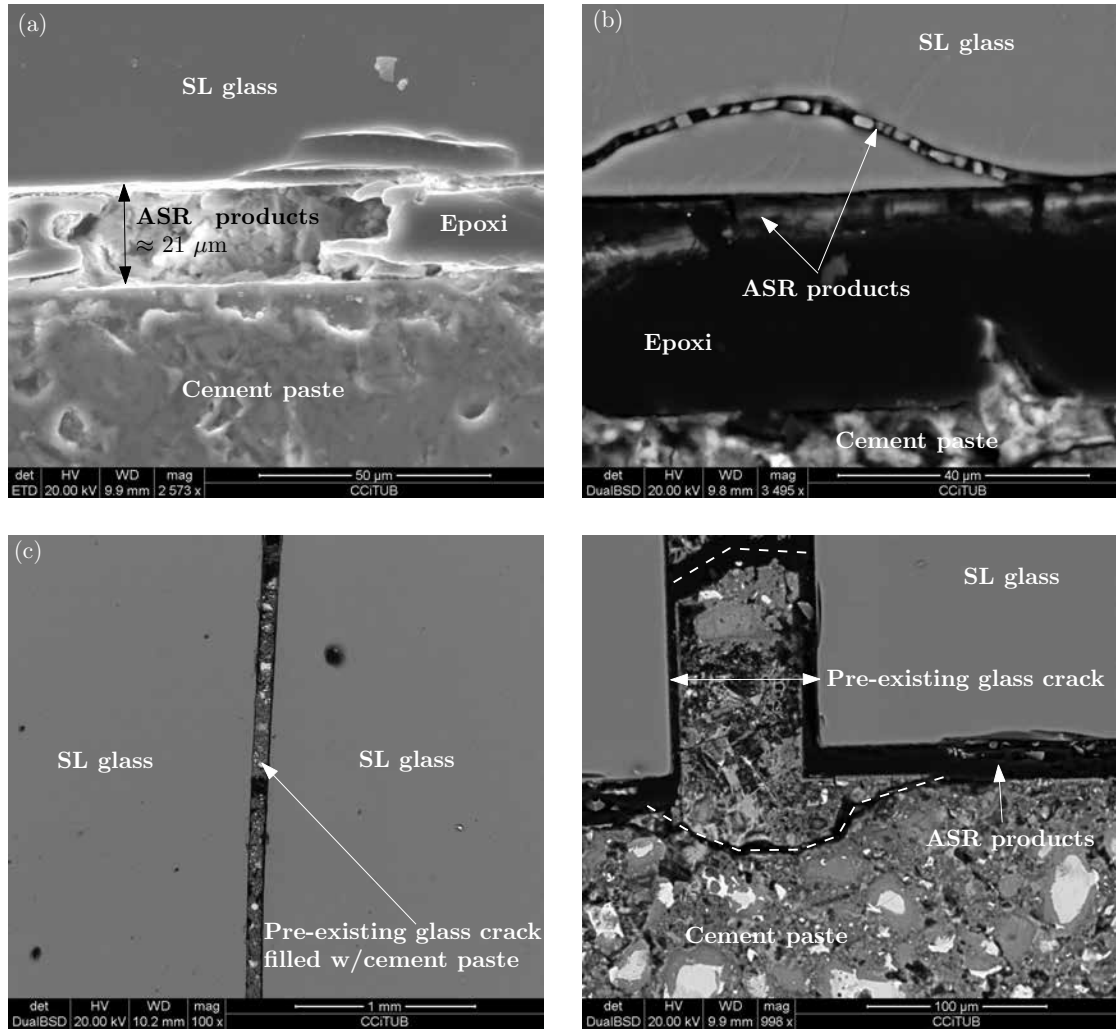 (a)
SL glass
ASR products
≈ 21 μm
Epoxi
Cement paste
det HV WD mag 50 µm
ETD 20.00 kV 9.9 mm 2 573 x CCiTUB
(b)
SL glass
ASR products
Epoxi
Cement paste
det HV WD mag 40 µm
DualBSD 20.00 kV 9.8 mm 3 495 x CCiTUB
(c)
SL glass
SL glass
Pre-existing glass crack
filled w/cement paste
det HV WD mag 1 mm
DualBSD 20.00 kV 10.2 mm 100 x CCiTUB
SL glass
Pre-existing glass crack
ASR products
Cement paste
det HV WD mag 100 µm
DualBSD 20.00 kV 9.9 mm 998 x CCiTUB